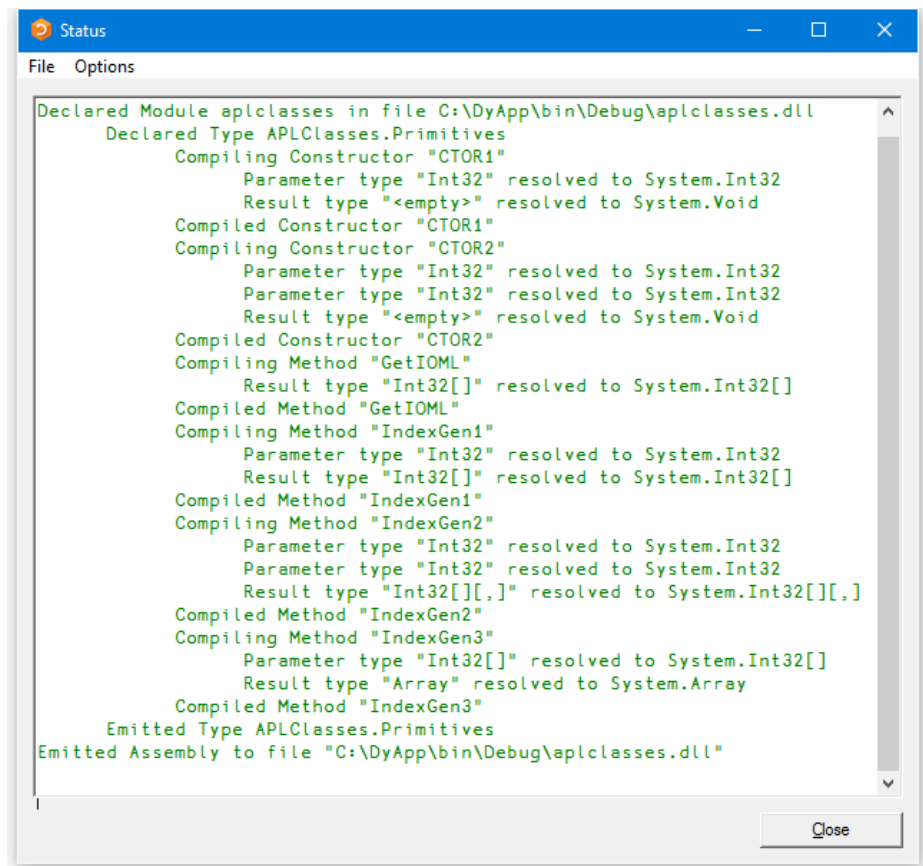 Status
File Options
Declared Module aplclasses in file C:\DyApp\bin\Debug\aplclasses.dll
Declared Type APLClasses.Primitives
Compiling Constructor "CTOR1"
Parameter type "Int32" resolved to System.Int32
Result type "<empty>" resolved to System.Void
Compiled Constructor "CTOR1"
Compiling Constructor "CTOR2"
Parameter type "Int32" resolved to System.Int32
Parameter type "Int32" resolved to System.Int32
Result type "<empty>" resolved to System.Void
Compiled Constructor "CTOR2"
Compiling Method "GetIOML"
Result type "Int32[]" resolved to System.Int32[]
Compiled Method "GetIOML"
Compiling Method "IndexGen1"
Parameter type "Int32" resolved to System.Int32
Result type "Int32[]" resolved to System.Int32[]
Compiled Method "IndexGen1"
Compiling Method "IndexGen2"
Parameter type "Int32" resolved to System.Int32
Parameter type "Int32" resolved to System.Int32
Result type "Int32[][,]" resolved to System.Int32[][,]
Compiled Method "IndexGen2"
Compiling Method "IndexGen3"
Parameter type "Int32[]" resolved to System.Int32[]
Result type "Array" resolved to System.Array
Compiled Method "IndexGen3"
Emitted Type APLClasses.Primitives
Emitted Assembly to file "C:\DyApp\bin\Debug\aplclasses.dll"
Close